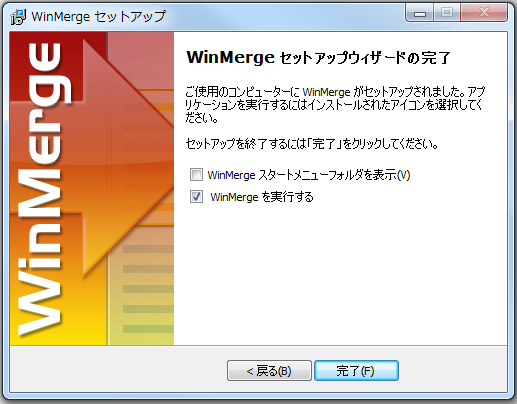 WinMerge セットアップ
WinMerge
WinMerge セットアップウィザードの完了
ご使用のコンピューターに WinMerge がセットアップされました。アプ
リケーションを実行するにはインストールされたアイコンを選択してく
ださい。
セットアップを終了するには「完了」をクリックしてください。
WinMerge スタートメニューフォルダを表示(V)
WinMerge を実行する
< 戻る(B)
完了(F)